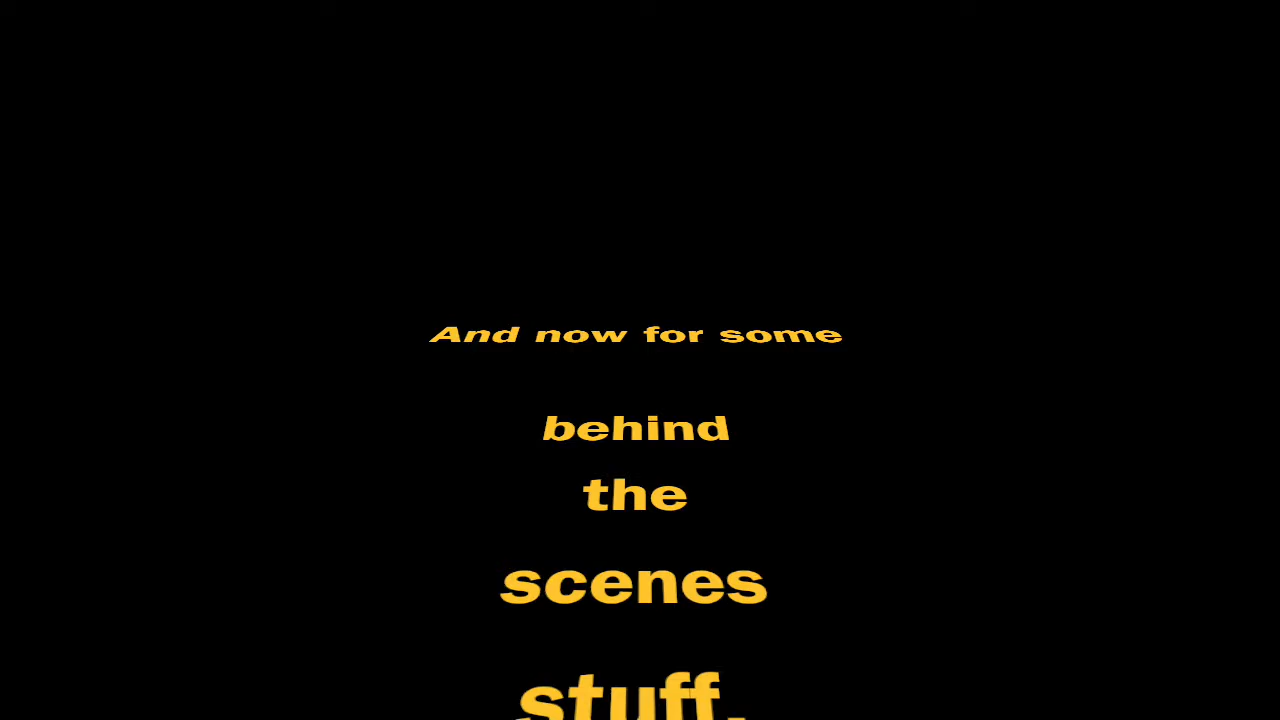 And now for some
behind
the
scenes
stuff.